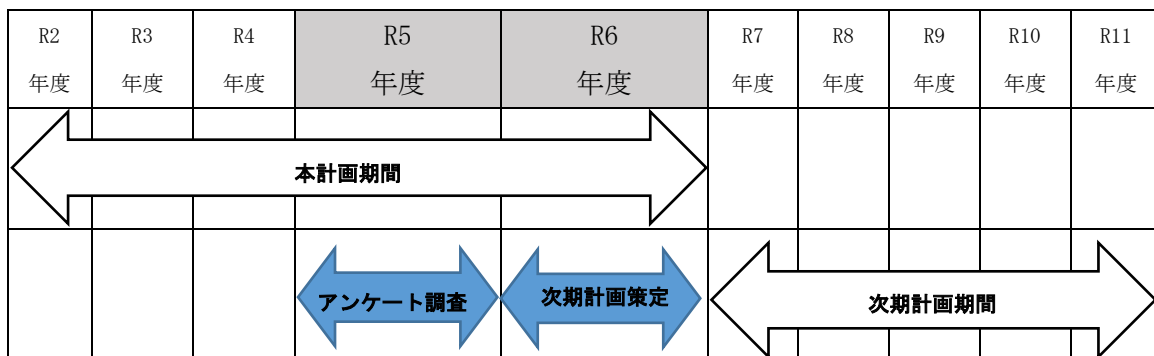 R2 R3 R4 R5 R6 R7 R8 R9 R10 R11
年度 年度 年度 年度 年度 年度 年度 年度 年度 年度
本計画期間
アンケート調査 次期計画策定 次期計画期間